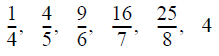 1/4, 4/5, 9/6, 16/7, 25/8, 4